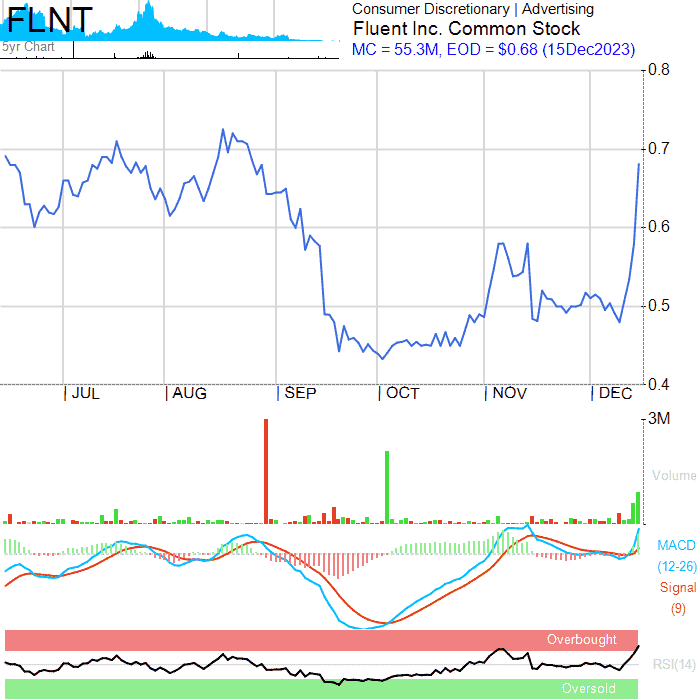 FLNT
5yr Chart
Consumer Discretionary | Advertising
Fluent Inc. Common Stock
MC = 55.3M, EOD = $0.68 (15Dec2023)
0.8
0.7
0.6
0.5
0.4
JUL AUG SEP OCT NOV DEC
3M
Volume
MACD
(12-26)
Signal
(9)
Overbought
RSI(14)
Oversold